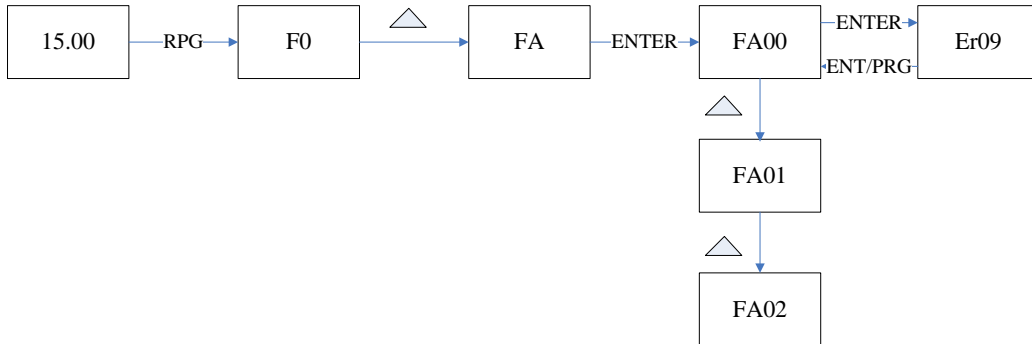 15.00 RPG F0 FA ENTER FA00 ENTER Er09
ENT/PRG
FA01
FA02